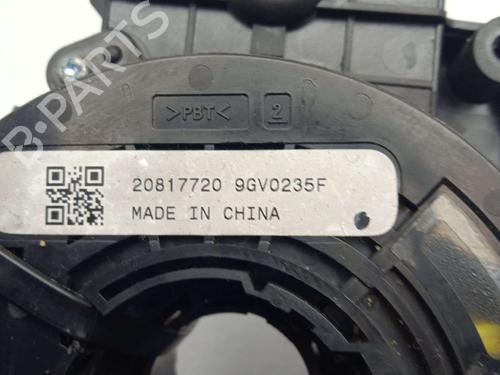 >PBT<
2
20817720 9GV0235F
MADE IN CHINA
B-PARTS